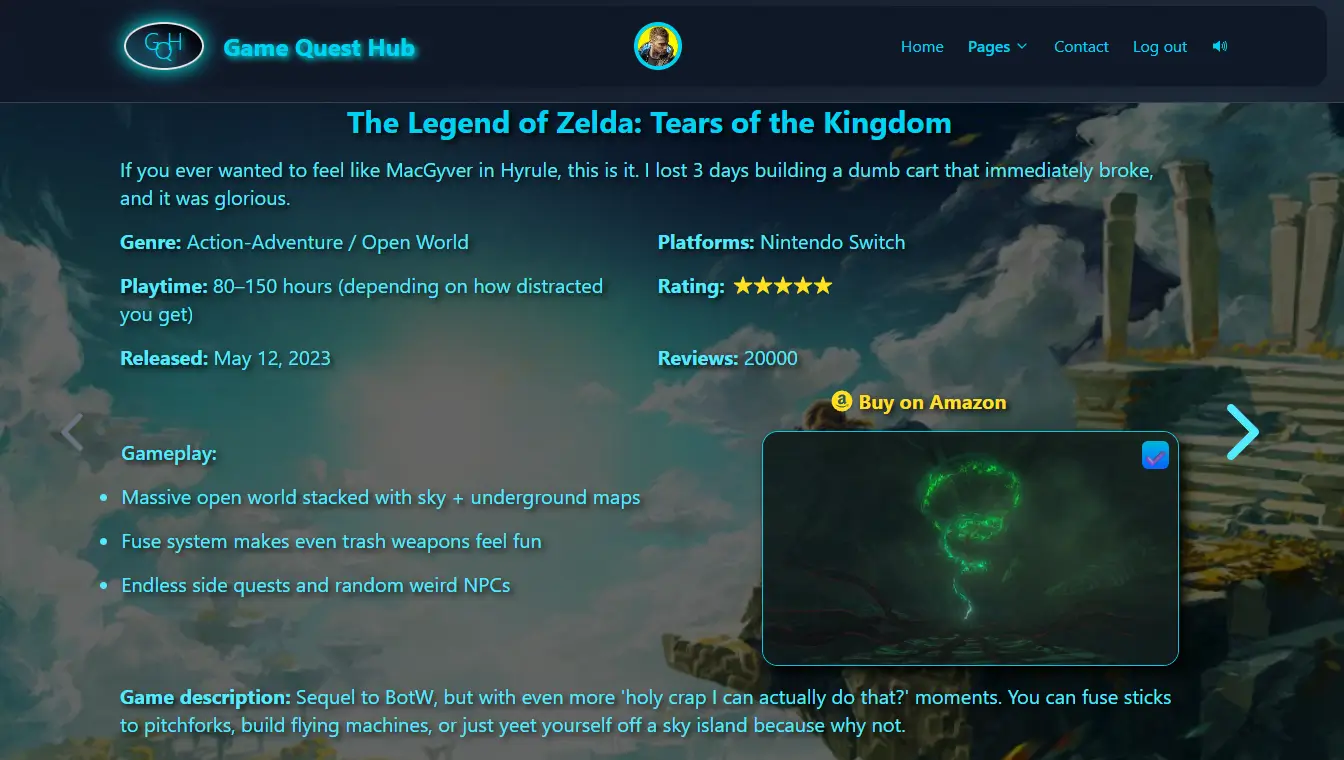 GQH
Game Quest Hub
Home
Pages
Contact
Log out
The Legend of Zelda: Tears of the Kingdom
If you ever wanted to feel like MacGyver in Hyrule, this is it. I lost 3 days building a dumb cart that immediately broke,
and it was glorious.
Genre: Action-Adventure / Open World
Platforms: Nintendo Switch
Playtime: 80–150 hours (depending on how distracted
you get)
Rating: ★★★★★
Released: May 12, 2023
Reviews: 20000
Buy on Amazon
Gameplay:
• Massive open world stacked with sky + underground maps
• Fuse system makes even trash weapons feel fun
• Endless side quests and random weird NPCs
Game description: Sequel to BotW, but with even more 'holy crap I can actually do that?' moments. You can fuse sticks
to pitchforks, build flying machines, or just yeet yourself off a sky island because why not.